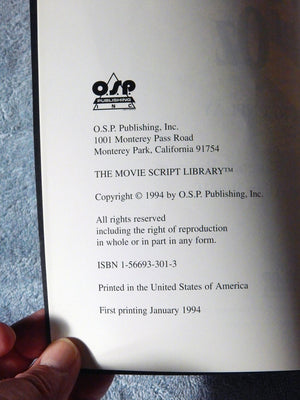 OSP
PUBLISHING
INC
O.S.P. Publishing, Inc.
1001 Monterey Pass Road
Monterey Park, California 91754
THE MOVIE SCRIPT LIBRARY™
Copyright © 1994 by O.S.P. Publishing, Inc.
All rights reserved
including the right of reproduction
in whole or in part in any form.
ISBN 1-56693-301-3
Printed in the United States of America
First printing January 1994
Oz